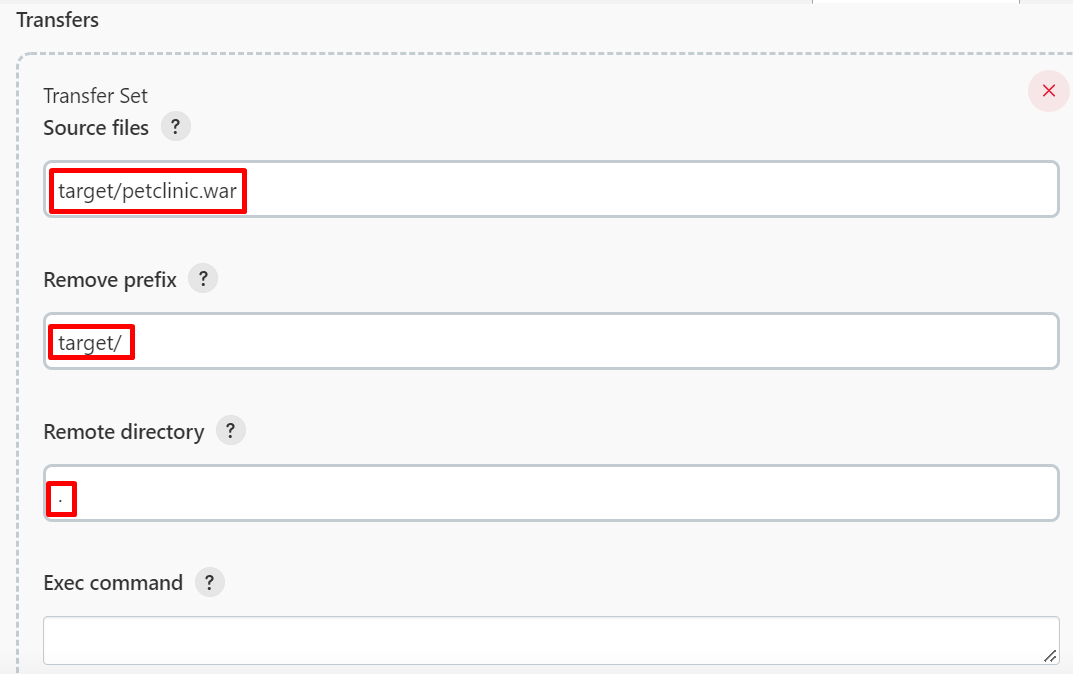 Transfers
Transfer Set
Source files ?
target/petclinic.war
Remove prefix ?
target/
Remote directory ?
.
Exec command ?